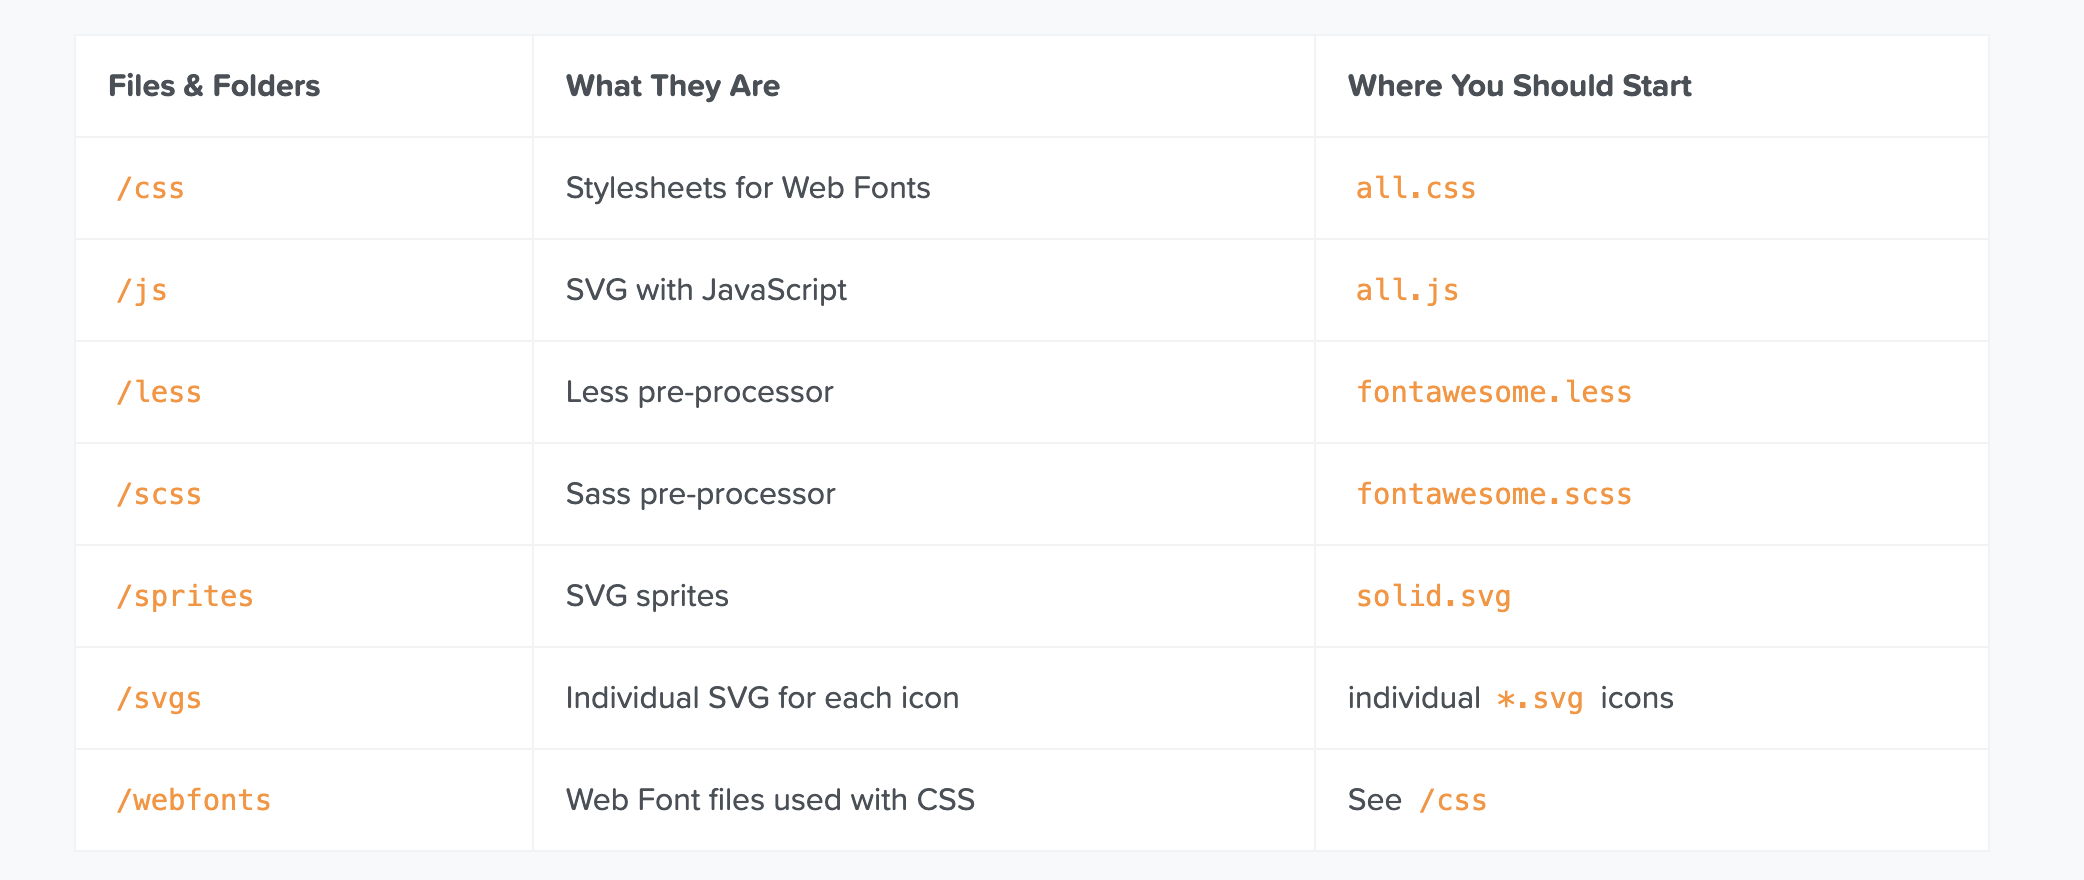 Files & Folders What They Are Where You Should Start
/css Stylesheets for Web Fonts all.css
/js SVG with JavaScript all.js
/less Less pre-processor fontawesome.less
/scss Sass pre-processor fontawesome.scss
/sprites SVG sprites solid.svg
/svgs Individual SVG for each icon individual *.svg icons
/webfonts Web Font files used with CSS See /css